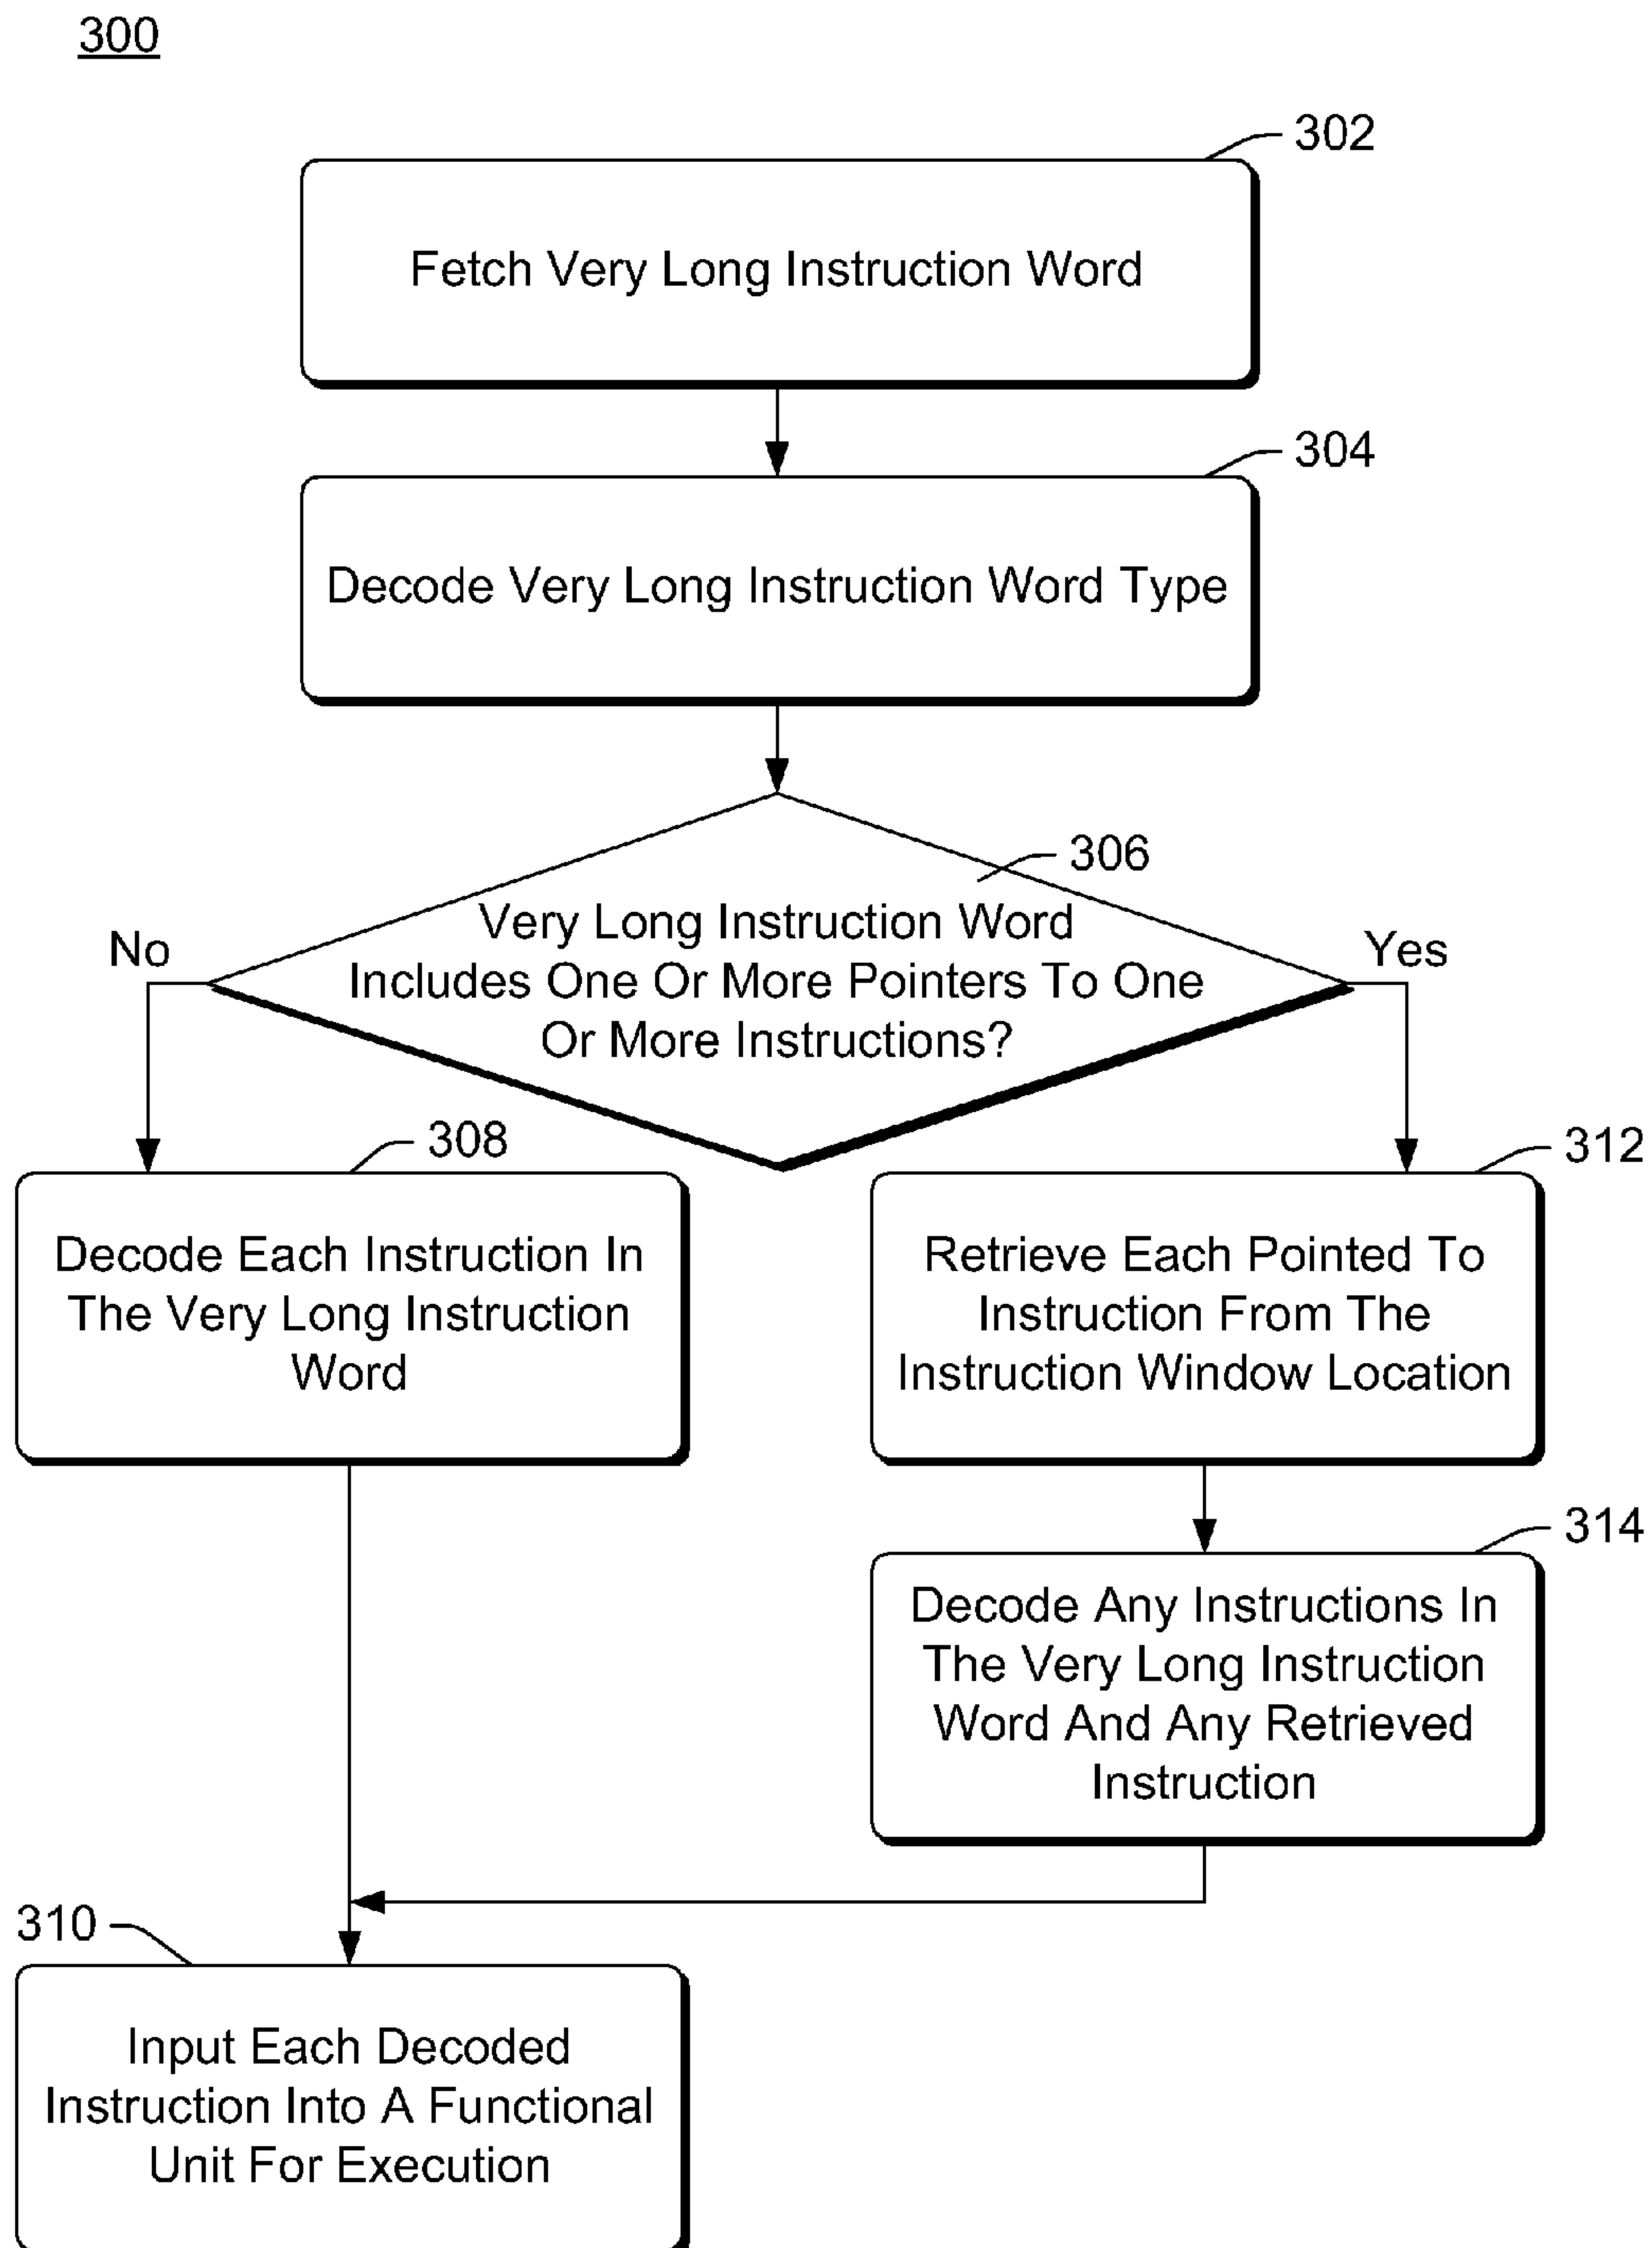 300
302
Fetch Very Long Instruction Word
304
Decode Very Long Instruction Word Type
306
Very Long Instruction Word
Includes One Or More Pointers To One
Or More Instructions?
No
Yes
308
Decode Each Instruction In
The Very Long Instruction
Word
312
Retrieve Each Pointed To
Instruction From The
Instruction Window Location
314
Decode Any Instructions In
The Very Long Instruction
Word And Any Retrieved
Instruction
310
Input Each Decoded
Instruction Into A Functional
Unit For Execution